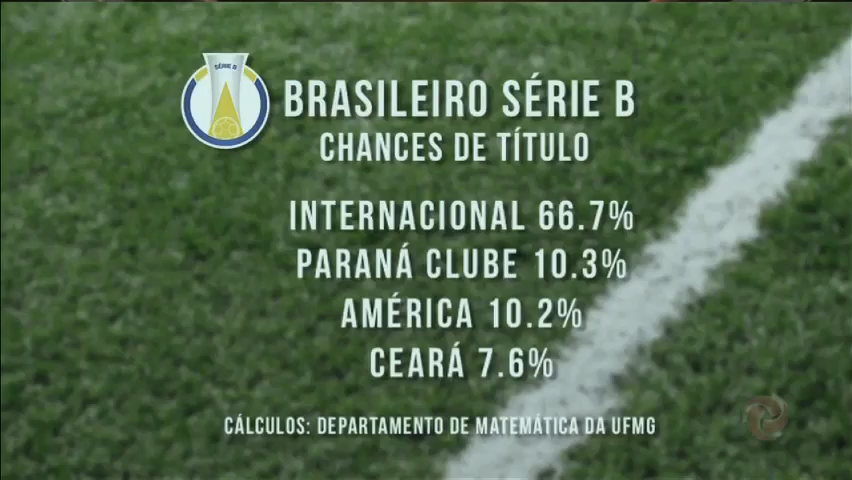 SÉRIE B
BRASILEIRO SÉRIE B
CHANCES DE TÍTULO
INTERNACIONAL 66.7%
PARANÁ CLUBE 10.3%
AMÉRICA 10.2%
CEARÁ 7.6%
CÁLCULOS: DEPARTAMENTO DE MATEMÁTICA DA UFMG